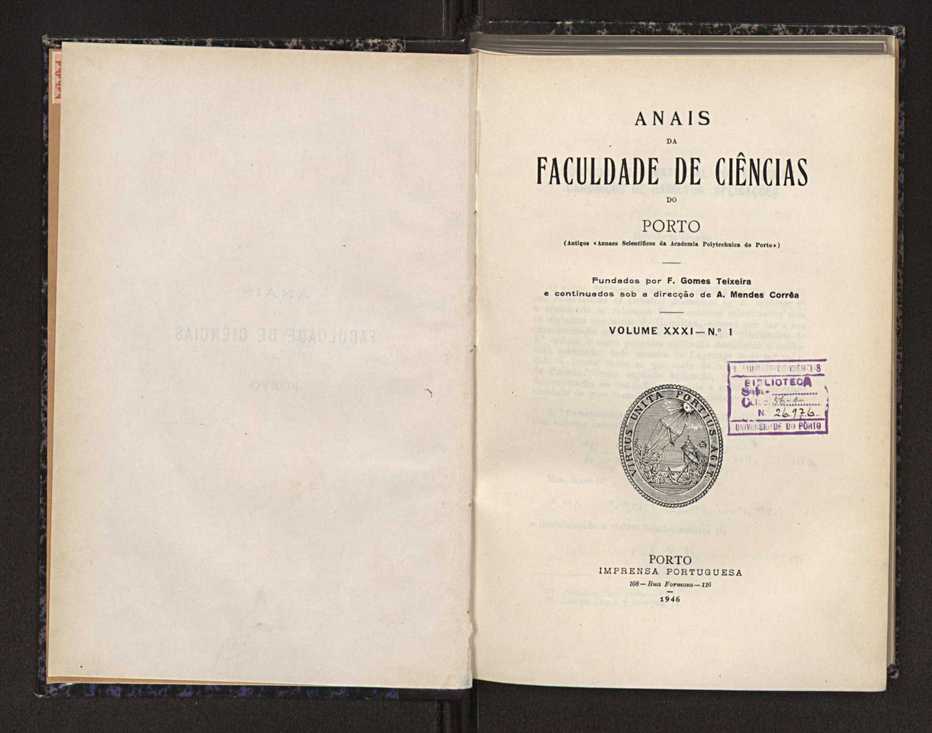 ANAIS
DA
FACULDADE DE CIÊNCIAS
DO
PORTO
(Antigos «Annaes Scientificos da Academia Polytechnica do Porto»)
Fundados por F. Gomes Teixeira
e continuados sob a direcção de A. Mendes Corrêa
VOLUME XXXI—N.º 1
BIBLIOTECA
N. 26976
UNIVERSIDADE DO PÔRTO
VIRTUS UNITA FORTIUS AGIT
PORTO
IMPRENSA PORTUGUESA
108—Rua Formosa—116
1946